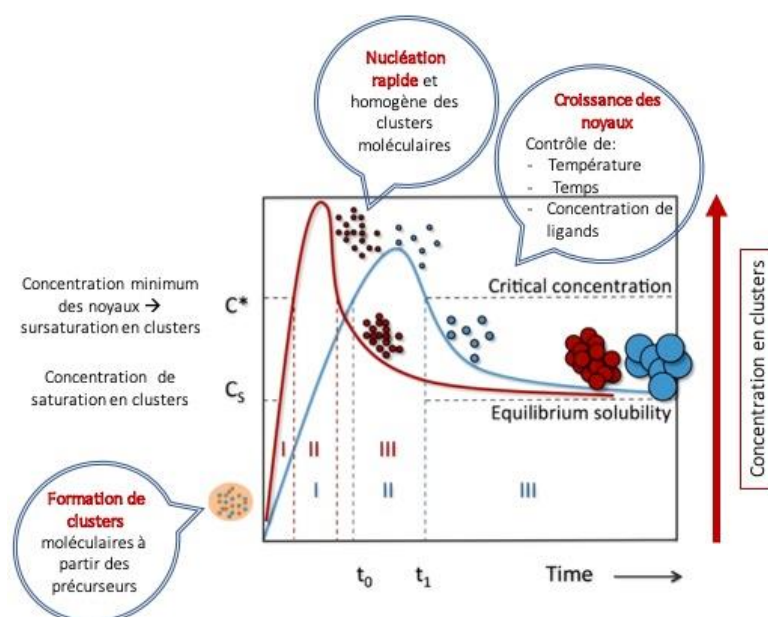 Nucléation
rapide et
homogène des
clusters
moléculaires
Croissance des
noyaux
Contrôle de:
- Température
- Temps
- Concentration de
ligands
Concentration minimum
des noyaux → 
sursaturation en clusters
C*
Critical concentration
Concentration de
saturation en clusters
Cs
Equilibrium solubility
Concentration en clusters
I II III
I II III
Formation de
clusters
moléculaires à
partir des
précurseurs
t0 t1 Time